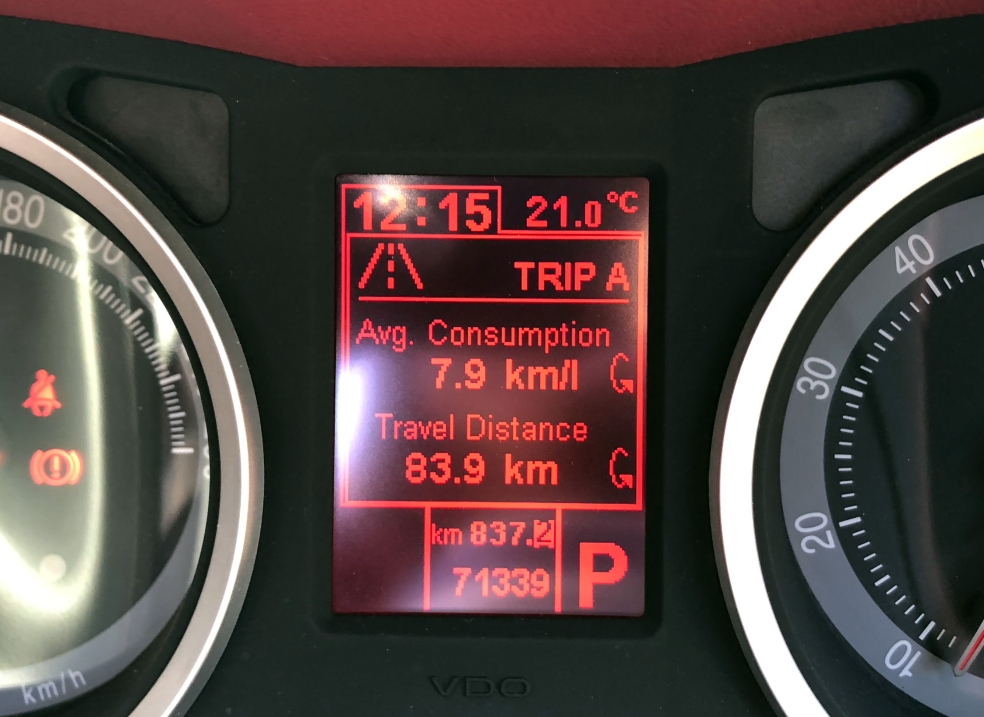 12:15 21.0 °C
TRIP A
Avg. Consumption
7.9 km/l
Travel Distance
83.9 km
km 837.2
71339
P
VDO
180
200
km/h
40
30
20
10